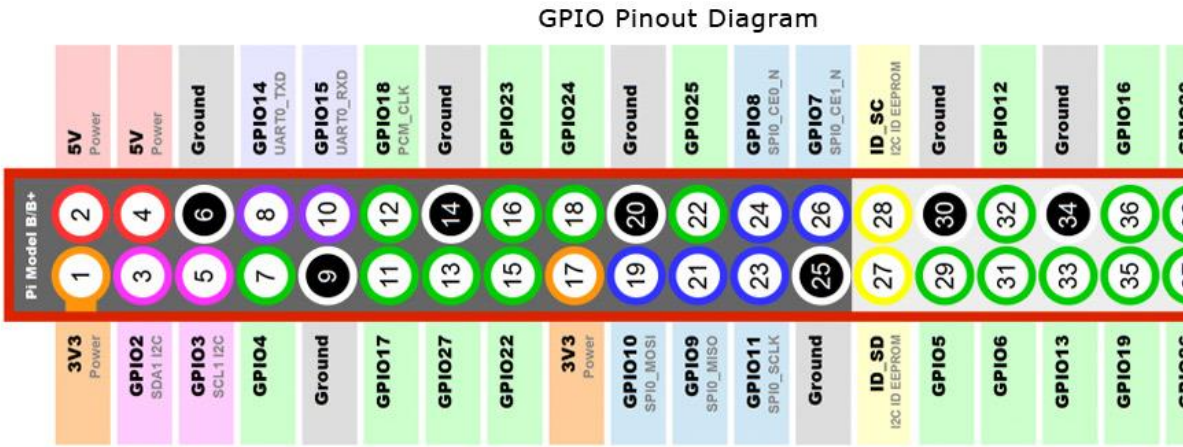 GPIO Pinout Diagram
5V
Power
5V
Power
Ground
GPIO14
UART0_TXD
GPIO15
UART0_RXD
GPIO18
PCM_CLK
Ground
GPIO23
GPIO24
Ground
GPIO25
GPIO8
SPI0_CE0_N
GPIO7
SPI0_CE1_N
ID_SC
I2C ID EEPROM
Ground
GPIO12
Ground
GPIO16
Pi Model B/B+
2 4 6 8 10 12 14 16 18 20 22 24 26 28 30 32 34 36
1 3 5 7 9 11 13 15 17 19 21 23 25 27 29 31 33 35
3V3
Power
GPIO2
SDA1 I2C
GPIO3
SCL1 I2C
GPIO4
Ground
GPIO17
GPIO27
GPIO22
3V3
Power
GPIO10
SPI0_MOSI
GPIO9
SPI0_MISO
GPIO11
SPI0_SCLK
Ground
ID_SD
I2C ID EEPROM
GPIO5
GPIO6
GPIO13
GPIO19